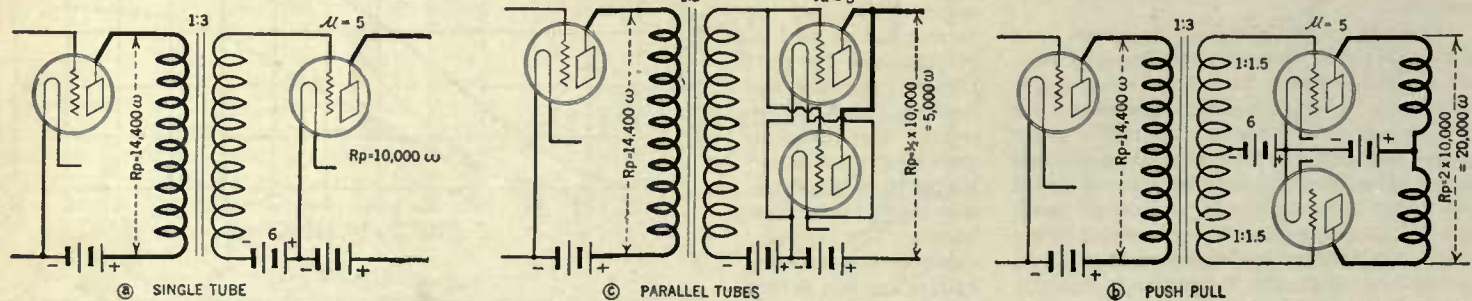 1:3
μ = 5
Rp=14,400 ω
Rp=10,000 ω
- +
- 6 +
- +
ⓐ SINGLE TUBE
Rp=14,400 ω
Rp=½x10,000
=5,000 ω
- +
- + - +
ⓒ PARALLEL TUBES
1:3
μ = 5
Rp=14,400 ω
1:1.5
6
- + - +
1:1.5
Rp=2 x 10,000
= 20,000 ω
- +
ⓑ PUSH PULL